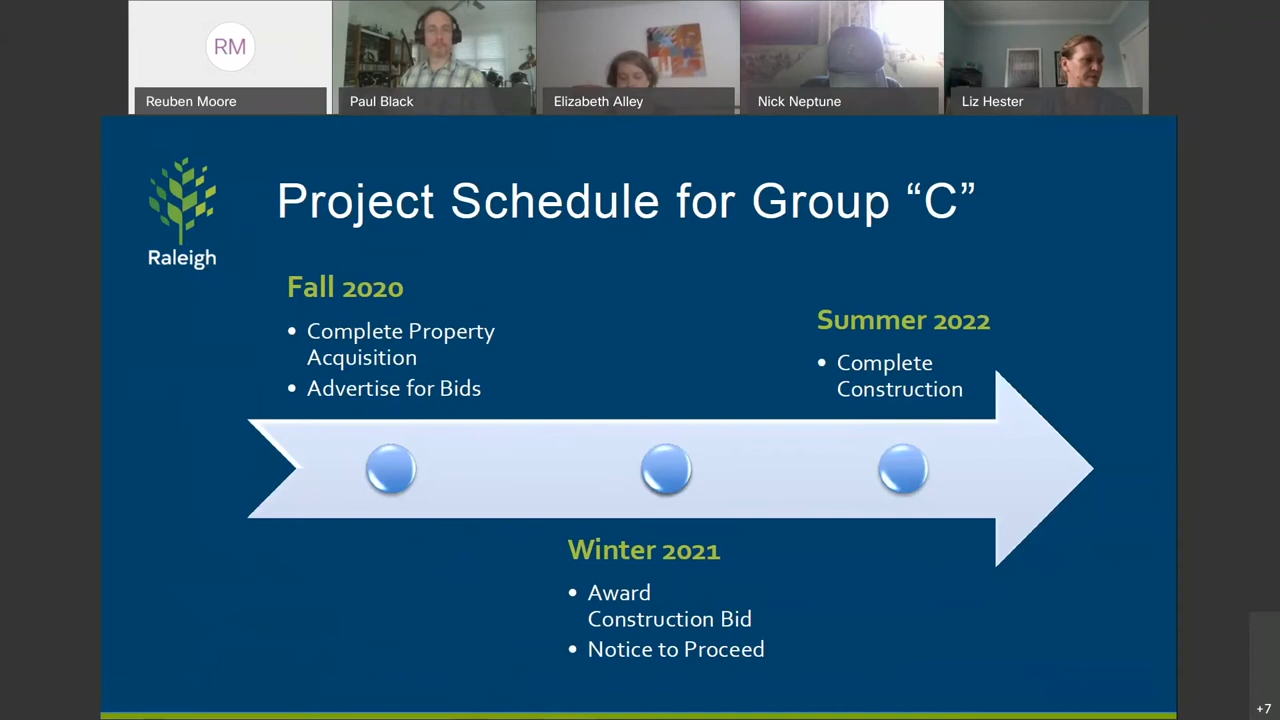 RM
Reuben Moore
Paul Black
Elizabeth Alley
Nick Neptune
Liz Hester
Raleigh
Project Schedule for Group “C”
Fall 2020
• Complete Property
Acquisition
• Advertise for Bids
Summer 2022
• Complete
Construction
Winter 2021
• Award
Construction Bid
• Notice to Proceed
+7